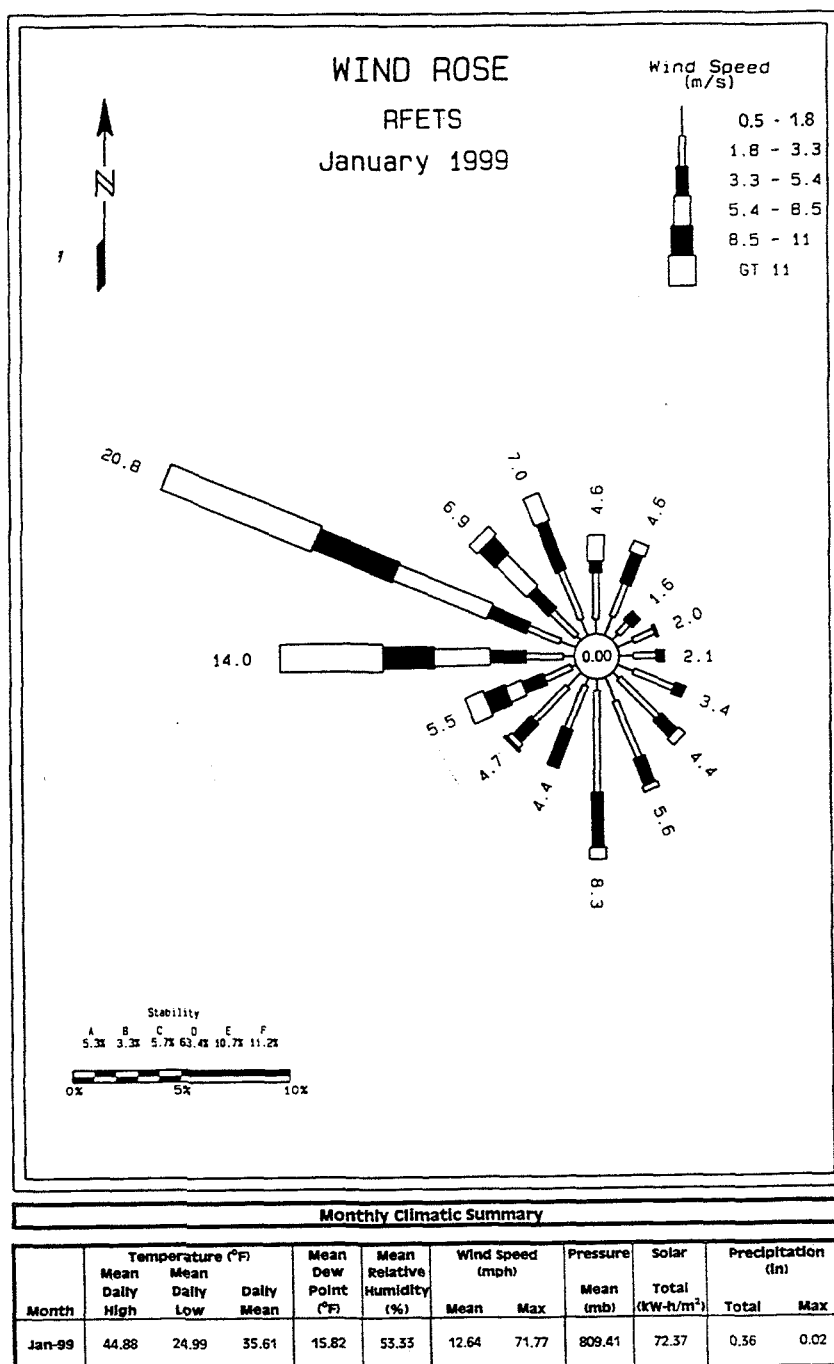 WIND ROSE
RFETS
January 1999
Wind Speed
(m/s)
0.5 - 1.8
1.8 - 3.3
3.3 - 5.4
5.4 - 8.5
8.5 - 11
GT 11
N
20.8
7.0
6.9
4.6
4.6
1.6
2.0
14.0
0.00
2.1
3.4
5.5
4.7
4.4
4.4
5.6
8.3
Stability
A B C D E F
5.3% 3.3% 5.7% 63.4% 10.7% 11.2%
0% 5% 10%
Monthly Climatic Summary
Temperature (°F) Mean Mean Wind Speed Pressure Solar Precipitation
Mean Mean Dew Relative (mph) (in)
Daily Daily Daily Point Humidity Mean Total
Month High Low Mean (°F) (%) Mean Max (mb) (kW-h/m²) Total Max
Jan-99 44.88 24.99 35.61 15.82 53.33 12.64 71.77 809.41 72.37 0.36 0.02